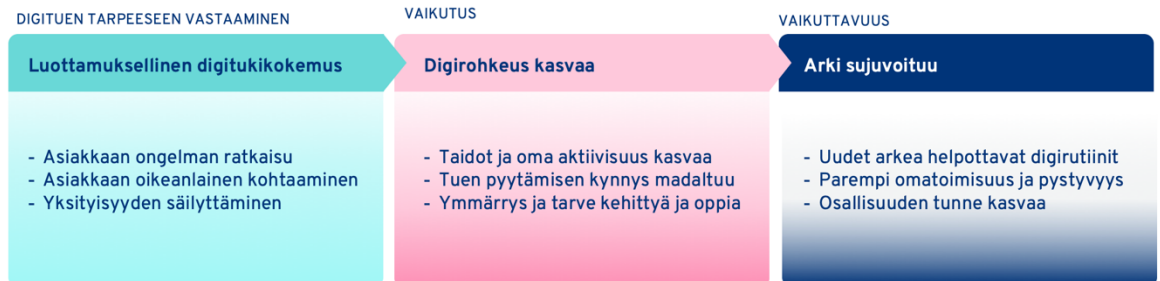 DIGITUEN TARPEESEEN VASTAAMINEN
Luottamuksellinen digitukikokemus
- Asiakkaan ongelman ratkaisu
- Asiakkaan oikeanlainen kohtaaminen
- Yksityisyyden säilyttäminen
VAIKUTUS
Digirohkeus kasvaa
- Taidot ja oma aktiivisuus kasvaa
- Tuen pyytämisen kynnys madaltuu
- Ymmärrys ja tarve kehittyä ja oppia
VAIKUTTAVUUS
Arki sujuvoituu
- Uudet arkea helpottavat digirutiinit
- Parempi omatoimisuus ja pystyvyys
- Osallisuuden tunne kasvaa